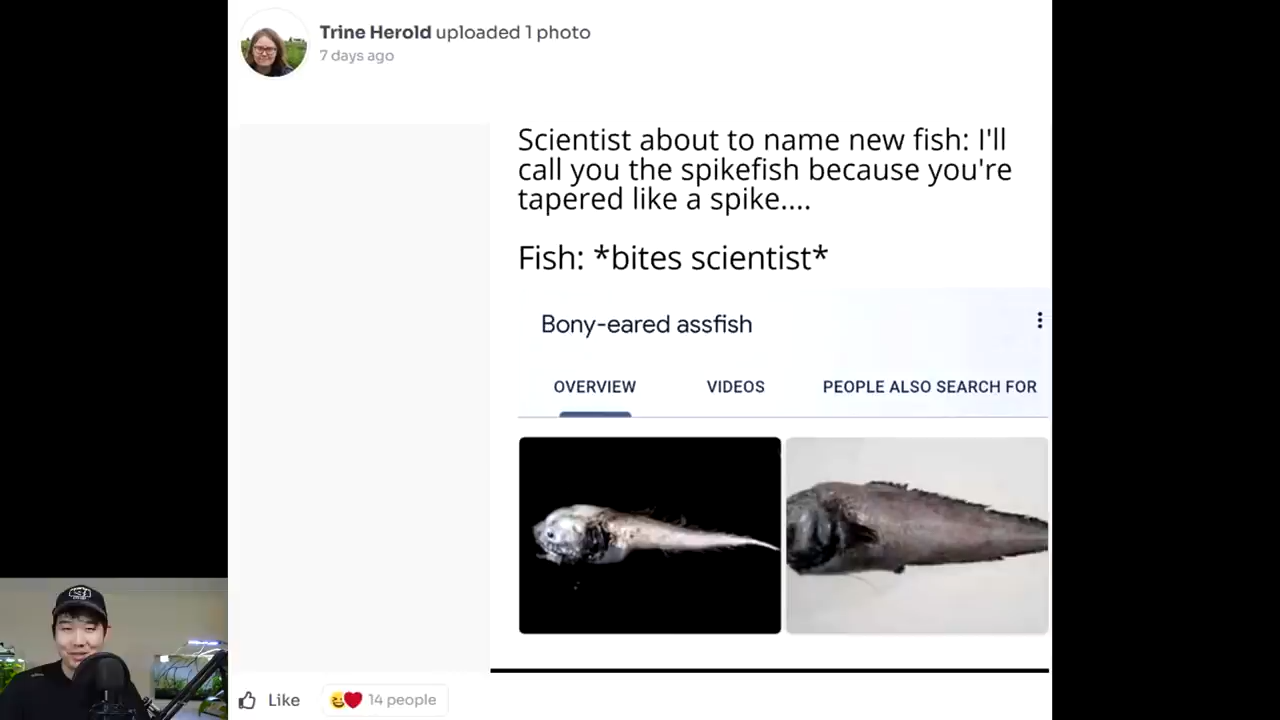 Trine Herold uploaded 1 photo
7 days ago
Scientist about to name new fish: I'll
call you the spikefish because you're
tapered like a spike....
Fish: *bites scientist*
Bony-eared assfish
OVERVIEW VIDEOS PEOPLE ALSO SEARCH FOR
Like 14 people